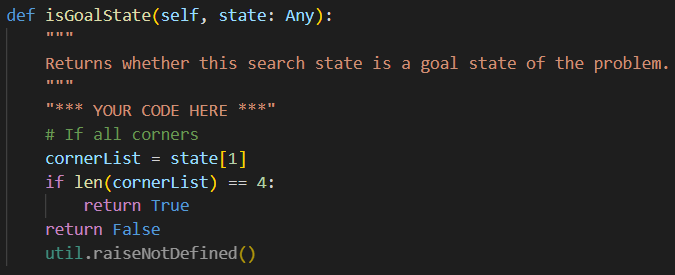 def isGoalState(self, state: Any):
    """
    Returns whether this search state is a goal state of the problem.
    """
    "*** YOUR CODE HERE ***"
    # If all corners
    cornerList = state[1]
    if len(cornerList) == 4:
        return True
    return False
    util.raiseNotDefined()